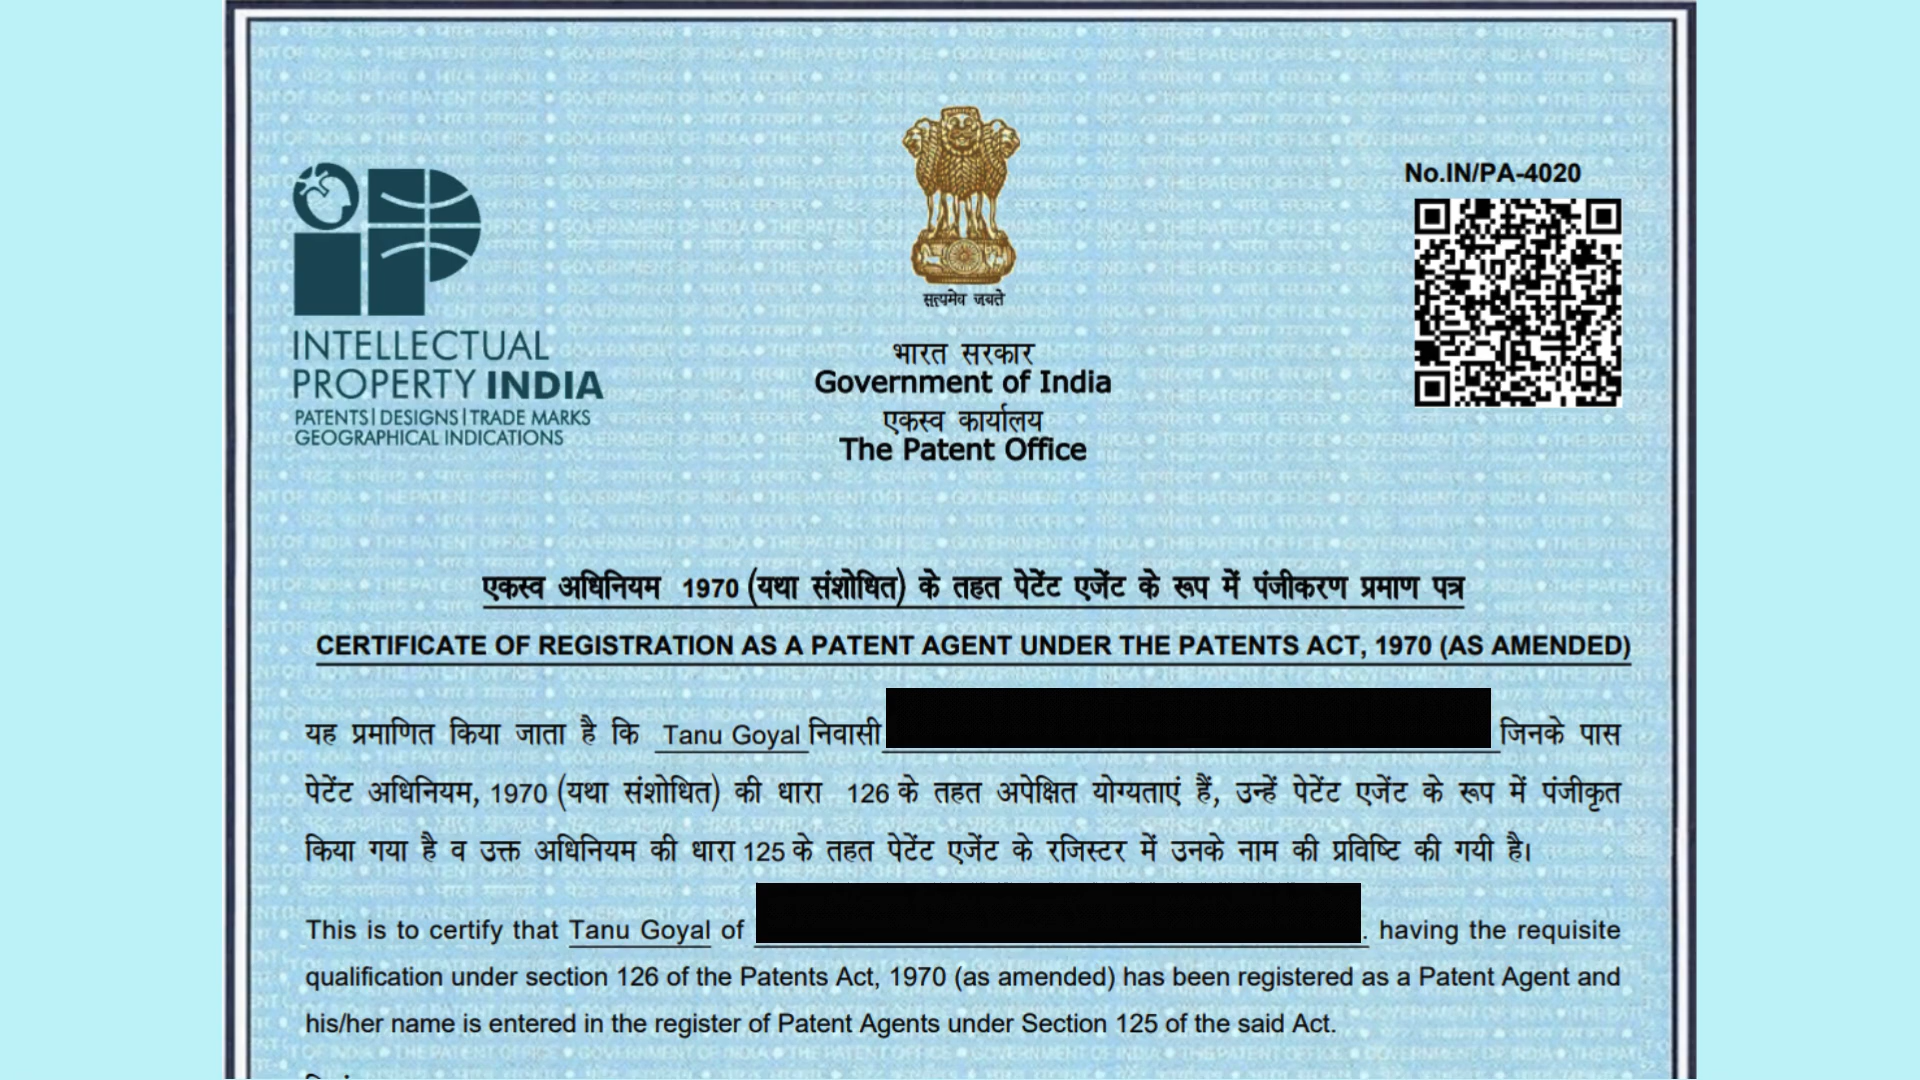 No.IN/PA-4020
सत्यमेव जयते
INTELLECTUAL
PROPERTY INDIA
PATENTS | DESIGNS | TRADE MARKS
GEOGRAPHICAL INDICATIONS
भारत सरकार
Government of India
एकस्व कार्यालय
The Patent Office
एकस्व अधिनियम 1970 (यथा संशोधित) के तहत पेटेंट एजेंट के रूप में पंजीकरण प्रमाण पत्र
CERTIFICATE OF REGISTRATION AS A PATENT AGENT UNDER THE PATENTS ACT, 1970 (AS AMENDED)
यह प्रमाणित किया जाता है कि Tanu Goyal निवासी जिनके पास
पेटेंट अधिनियम, 1970 (यथा संशोधित) की धारा 126 के तहत अपेक्षित योग्यताएं हैं, उन्हें पेटेंट एजेंट के रूप में पंजीकृत
किया गया है व उक्त अधिनियम की धारा 125 के तहत पेटेंट एजेंट के रजिस्टर में उनके नाम की प्रविष्टि की गयी है।
This is to certify that Tanu Goyal of . having the requisite
qualification under section 126 of the Patents Act, 1970 (as amended) has been registered as a Patent Agent and
his/her name is entered in the register of Patent Agents under Section 125 of the said Act.